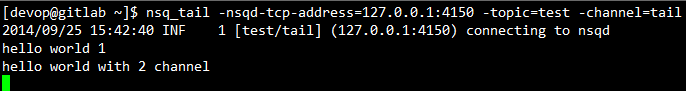 [devop@gitlab ~]$ nsq_tail -nsqd-tcp-address=127.0.0.1:4150 -topic=test -channel=tail
2014/09/25 15:42:40 INF    1 [test/tail] (127.0.0.1:4150) connecting to nsqd
hello world 1
hello world with 2 channel